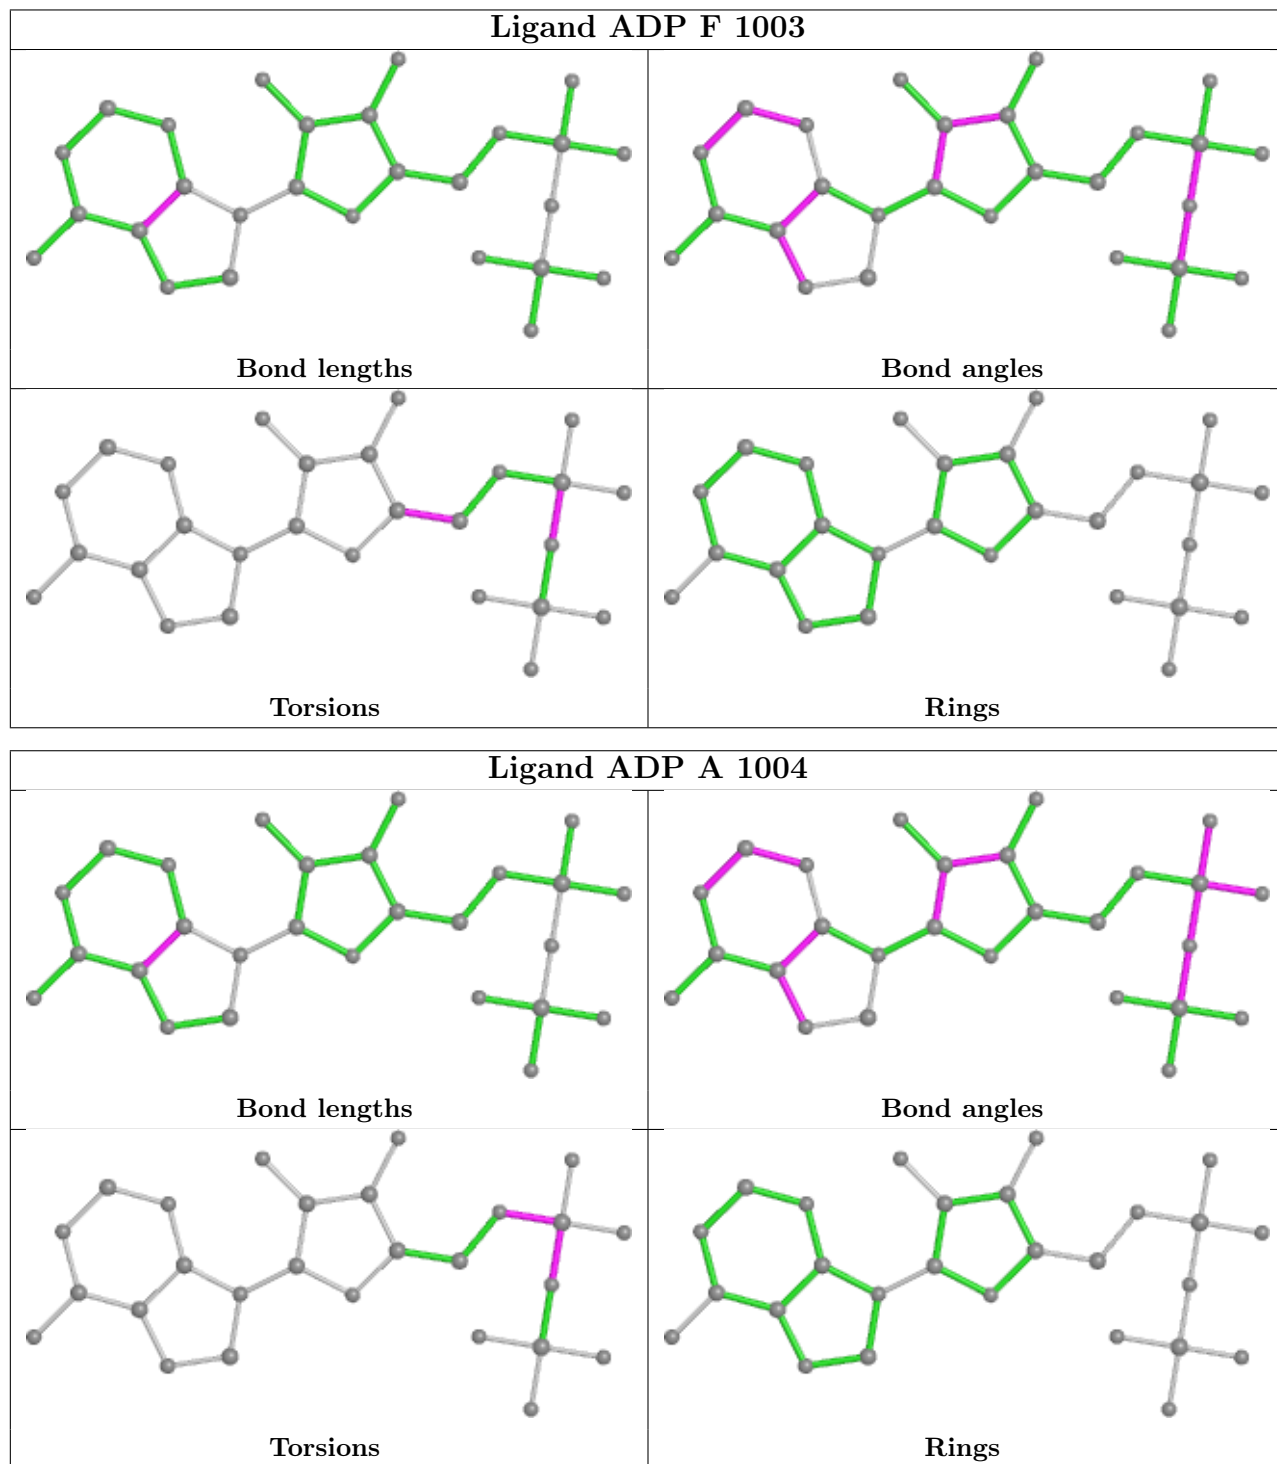 Ligand ADP F 1003
Bond lengths
Bond angles
Torsions
Rings
Ligand ADP A 1004
Bond lengths
Bond angles
Torsions
Rings